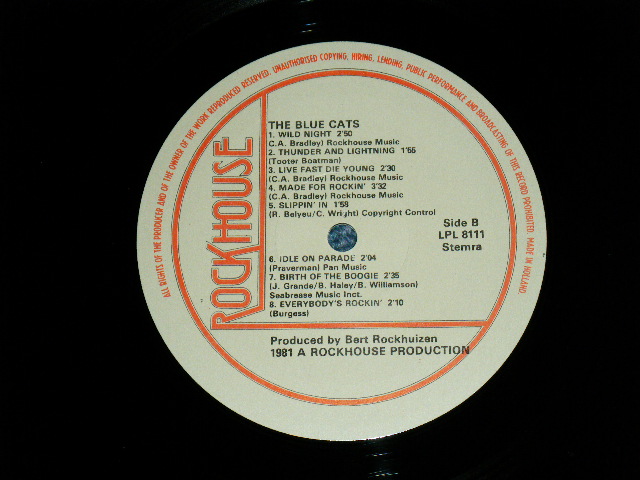 ALL RIGHTS OF THE PRODUCER AND OF THE OWNER OF THE WORK REPRODUCED RESERVED. UNAUTHORISED COPYING, HIRING, LENDING, PUBLIC PERFORMANCE AND BROADCASTING OF THIS RECORD PROHIBITED. MADE IN HOLLAND
ROCKHOUSE
THE BLUE CATS
1. WILD NIGHT 2'50
C.A. Bradley) Rockhouse Music
2. THUNDER AND LIGHTNING 1'55
(Tooter Boatman)
3. LIVE FAST DIE YOUNG 2'30
(C.A. Bradley) Rockhouse Music
4. MADE FOR ROCKIN' 3'32
(C.A. Bradley) Rockhouse Music
5. SLIPPIN' IN 1'58
(R. Belyeu/C. Wright) Copyright Control
Side B
LPL 8111
Stemra
6. IDLE ON PARADE 2'04
(Praverman) Pan Music
7. BIRTH OF THE BOOGIE 2'35
(J. Grande/B. Haley/B. Williamson)
Seabrease Music Inct.
8. EVERYBODY'S ROCKIN' 2'10
(Burgess)
Produced by Bert Rockhuizen
1981 A ROCKHOUSE PRODUCTION